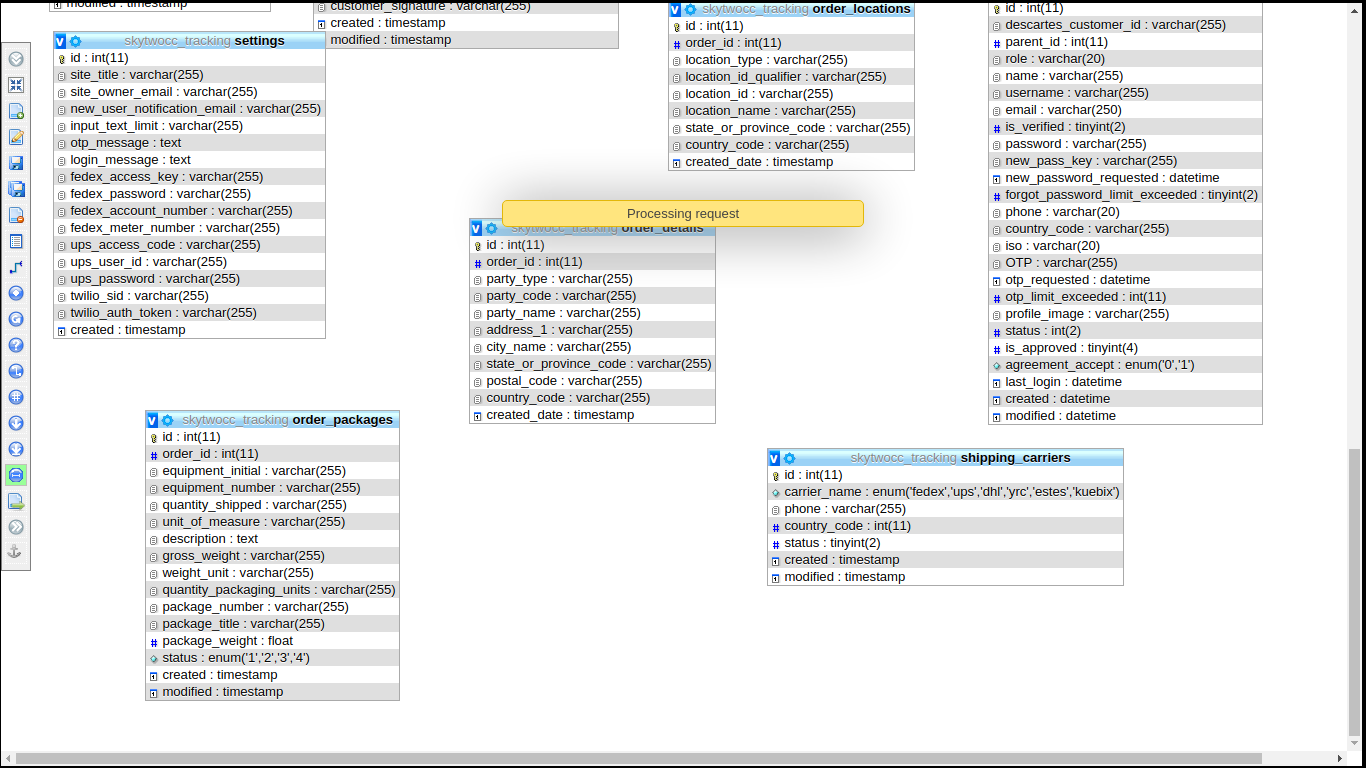 modified : timestamp
customer_signature : varchar(255)
created : timestamp
modified : timestamp
skytwocc_tracking settings
id : int(11)
site_title : varchar(255)
site_owner_email : varchar(255)
new_user_notification_email : varchar(255)
input_text_limit : varchar(255)
otp_message : text
login_message : text
fedex_access_key : varchar(255)
fedex_password : varchar(255)
fedex_account_number : varchar(255)
fedex_meter_number : varchar(255)
ups_access_code : varchar(255)
ups_user_id : varchar(255)
ups_password : varchar(255)
twilio_sid : varchar(255)
twilio_auth_token : varchar(255)
created : timestamp
skytwocc_tracking order_locations
id : int(11)
order_id : int(11)
location_type : varchar(255)
location_id_qualifier : varchar(255)
location_id : varchar(255)
location_name : varchar(255)
state_or_province_code : varchar(255)
country_code : varchar(255)
created_date : timestamp
id : int(11)
descartes_customer_id : varchar(255)
parent_id : int(11)
role : varchar(20)
name : varchar(255)
username : varchar(255)
email : varchar(250)
is_verified : tinyint(2)
password : varchar(255)
new_pass_key : varchar(255)
new_password_requested : datetime
forgot_password_limit_exceeded : tinyint(2)
phone : varchar(20)
country_code : varchar(255)
iso : varchar(20)
OTP : varchar(255)
otp_requested : datetime
otp_limit_exceeded : int(11)
profile_image : varchar(255)
status : int(2)
is_approved : tinyint(4)
agreement_accept : enum('0','1')
last_login : datetime
created : datetime
modified : datetime
Processing request
skytwocc_tracking order_details
id : int(11)
order_id : int(11)
party_type : varchar(255)
party_code : varchar(255)
party_name : varchar(255)
address_1 : varchar(255)
city_name : varchar(255)
state_or_province_code : varchar(255)
postal_code : varchar(255)
country_code : varchar(255)
created_date : timestamp
skytwocc_tracking order_packages
id : int(11)
order_id : int(11)
equipment_initial : varchar(255)
equipment_number : varchar(255)
quantity_shipped : varchar(255)
unit_of_measure : varchar(255)
description : text
gross_weight : varchar(255)
weight_unit : varchar(255)
quantity_packaging_units : varchar(255)
package_number : varchar(255)
package_title : varchar(255)
package_weight : float
status : enum('1','2','3','4')
created : timestamp
modified : timestamp
skytwocc_tracking shipping_carriers
id : int(11)
carrier_name : enum('fedex','ups','dhl','yrc','estes','kuebix')
phone : varchar(255)
country_code : int(11)
status : tinyint(2)
created : timestamp
modified : timestamp